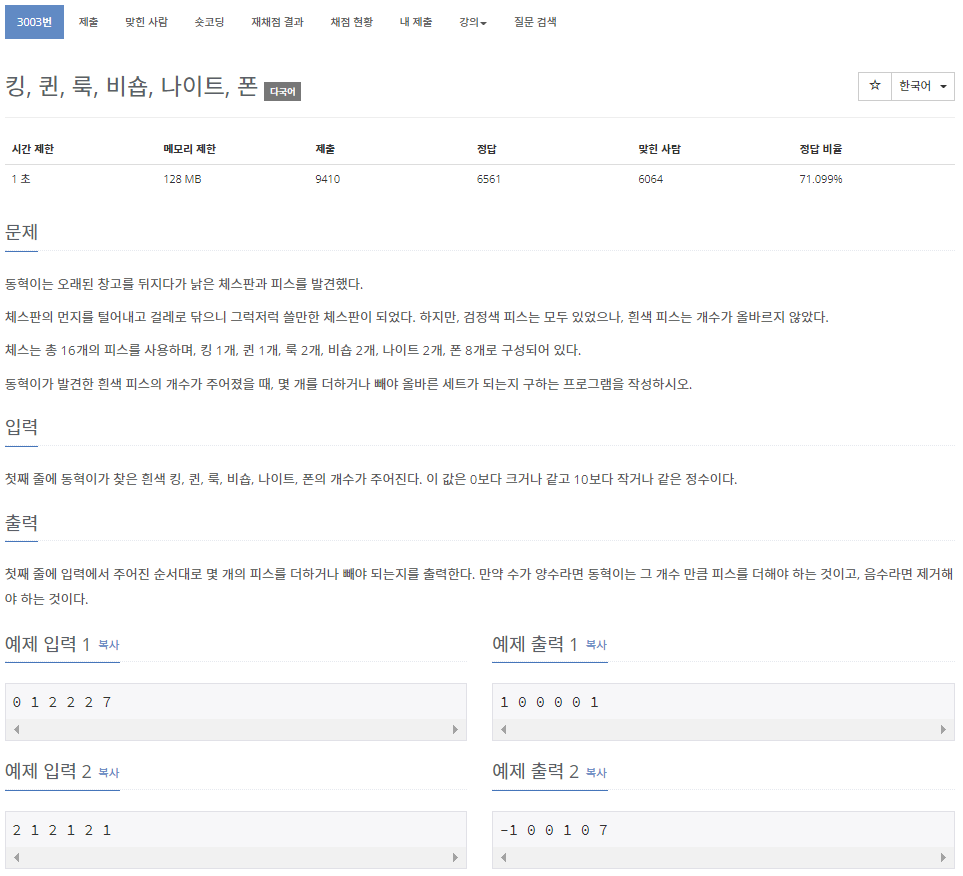 3003번 제출 맞힌 사람 숏코딩 재채점 결과 채점 현황 내 제출 강의 질문 검색
킹, 퀸, 룩, 비숍, 나이트, 폰 다국어
☆ 한국어
시간 제한 메모리 제한 제출 정답 맞힌 사람 정답 비율
1 초 128 MB 9410 6561 6064 71.099%
문제
동혁이는 오래된 창고를 뒤지다가 낡은 체스판과 피스를 발견했다.
체스판의 먼지를 털어내고 걸레로 닦으니 그럭저럭 쓸만한 체스판이 되었다. 하지만, 검정색 피스는 모두 있었으나, 흰색 피스는 개수가 올바르지 않았다.
체스는 총 16개의 피스를 사용하며, 킹 1개, 퀸 1개, 룩 2개, 비숍 2개, 나이트 2개, 폰 8개로 구성되어 있다.
동혁이가 발견한 흰색 피스의 개수가 주어졌을 때, 몇 개를 더하거나 빼야 올바른 세트가 되는지 구하는 프로그램을 작성하시오.
입력
첫째 줄에 동혁이가 찾은 흰색 킹, 퀸, 룩, 비숍, 나이트, 폰의 개수가 주어진다. 이 값은 0보다 크거나 같고 10보다 작거나 같은 정수이다.
출력
첫째 줄에 입력에서 주어진 순서대로 몇 개의 피스를 더하거나 빼야 되는지를 출력한다. 만약 수가 양수라면 동혁이는 그 개수 만큼 피스를 더해야 하는 것이고, 음수라면 제거해
야 하는 것이다.
예제 입력 1 복사
0 1 2 2 2 7
예제 출력 1 복사
1 0 0 0 0 1
예제 입력 2 복사
2 1 2 1 2 1
예제 출력 2 복사
-1 0 0 1 0 7